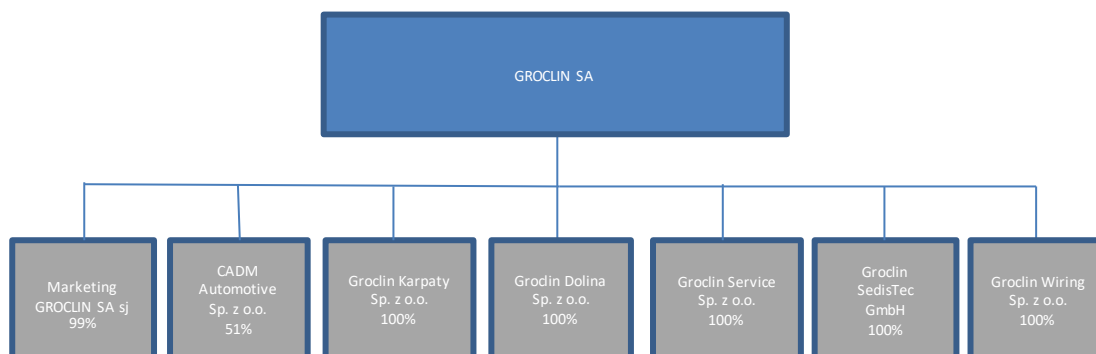 GROCLIN SA
Marketing
GROCLIN SA sj
99%
CADM
Automotive
Sp. z o.o.
51%
Groclin Karpaty
Sp. z o.o.
100%
Groclin Dolina
Sp. z o.o.
100%
Groclin Service
Sp. z o.o.
100%
Groclin
SedisTec
GmbH
100%
Groclin Wiring
Sp. z o.o.
100%